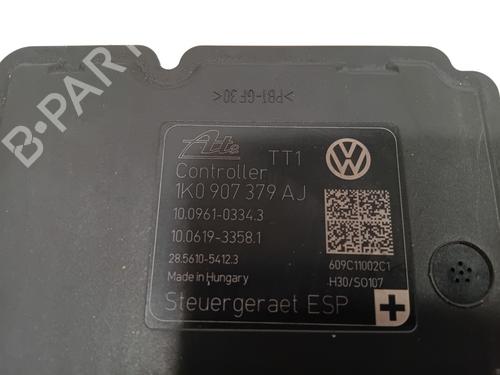 >PBT-GF30<
B-PARTS
Ate
TT1
Controller
1K0 907 379 AJ
10.0961-0334.3
10.0619-3358.1
28.5610-5412.3
609C11002C1
Made in Hungary
H30/SO107
Steuergeraet ESP